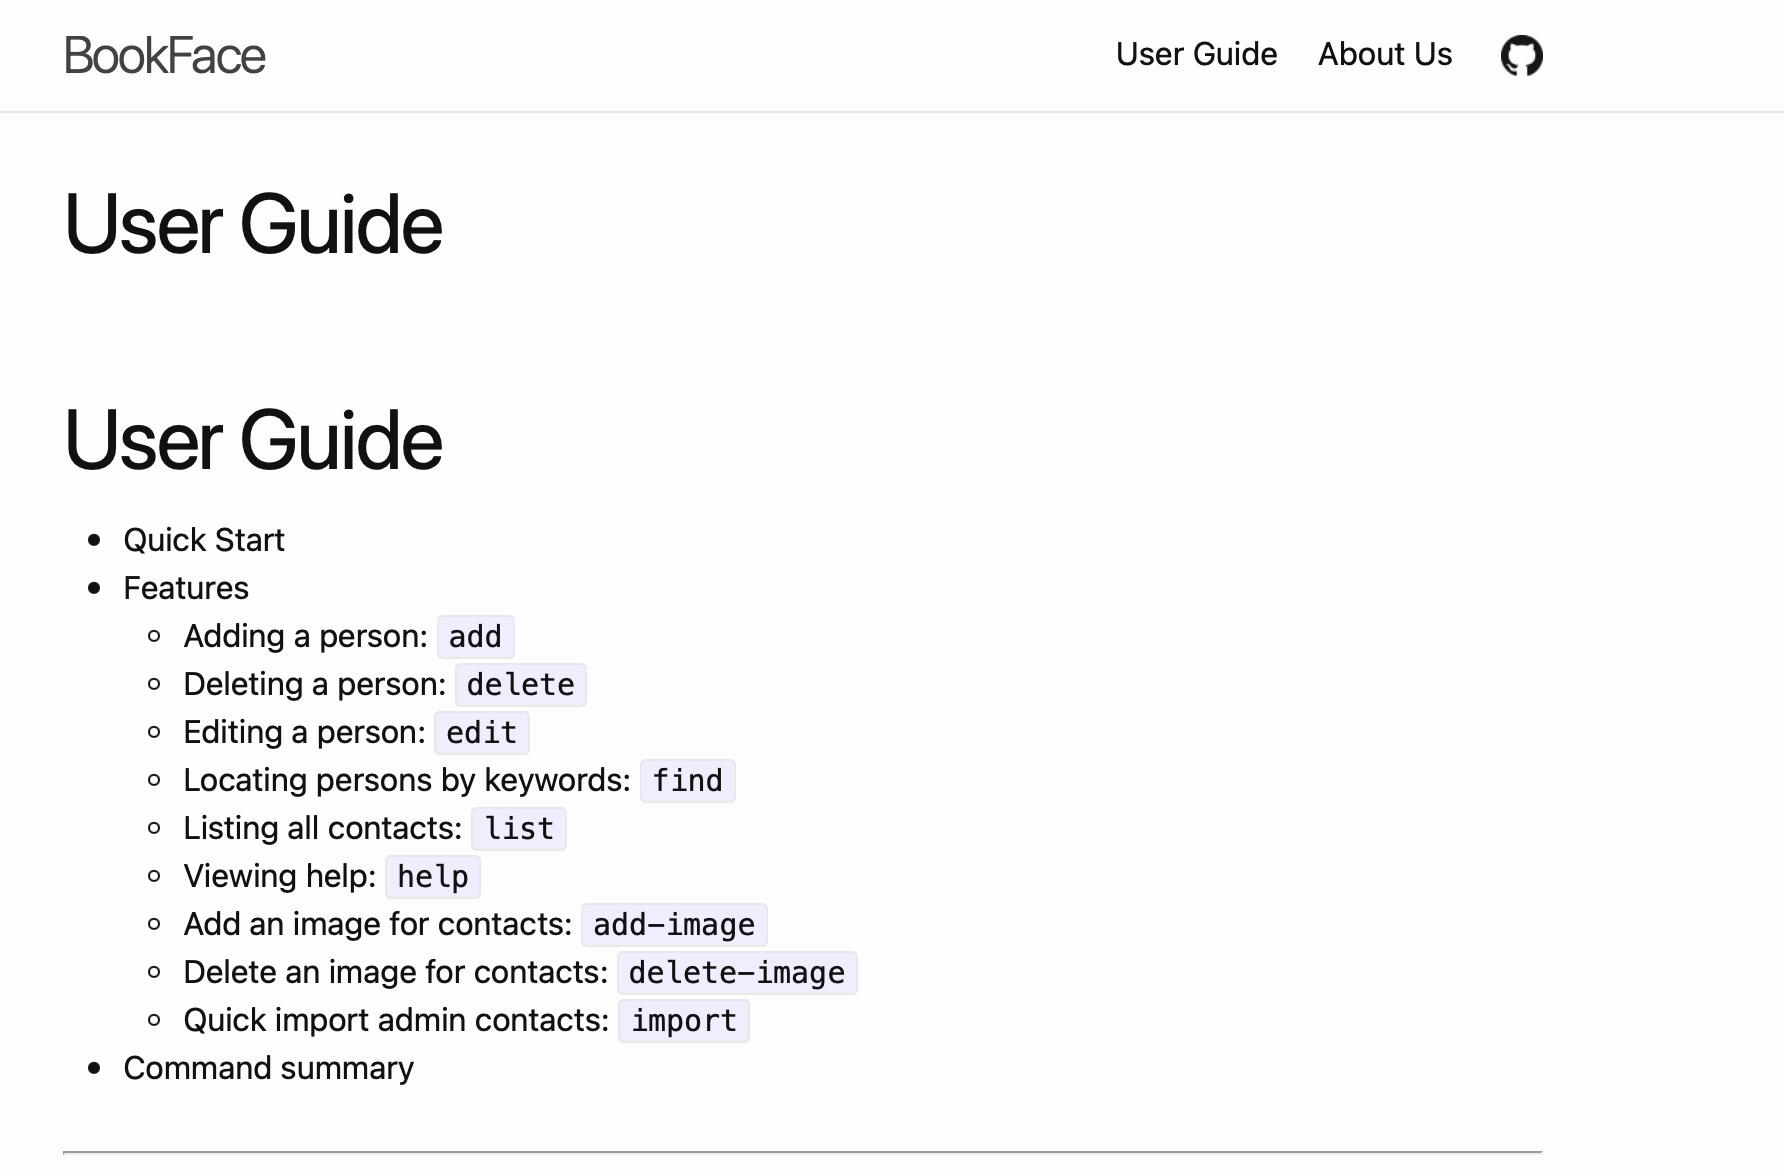 BookFace
User Guide
About Us
User Guide
User Guide
Quick Start
Features
Adding a person: add
Deleting a person: delete
Editing a person: edit
Locating persons by keywords: find
Listing all contacts: list
Viewing help: help
Add an image for contacts: add-image
Delete an image for contacts: delete-image
Quick import admin contacts: import
Command summary